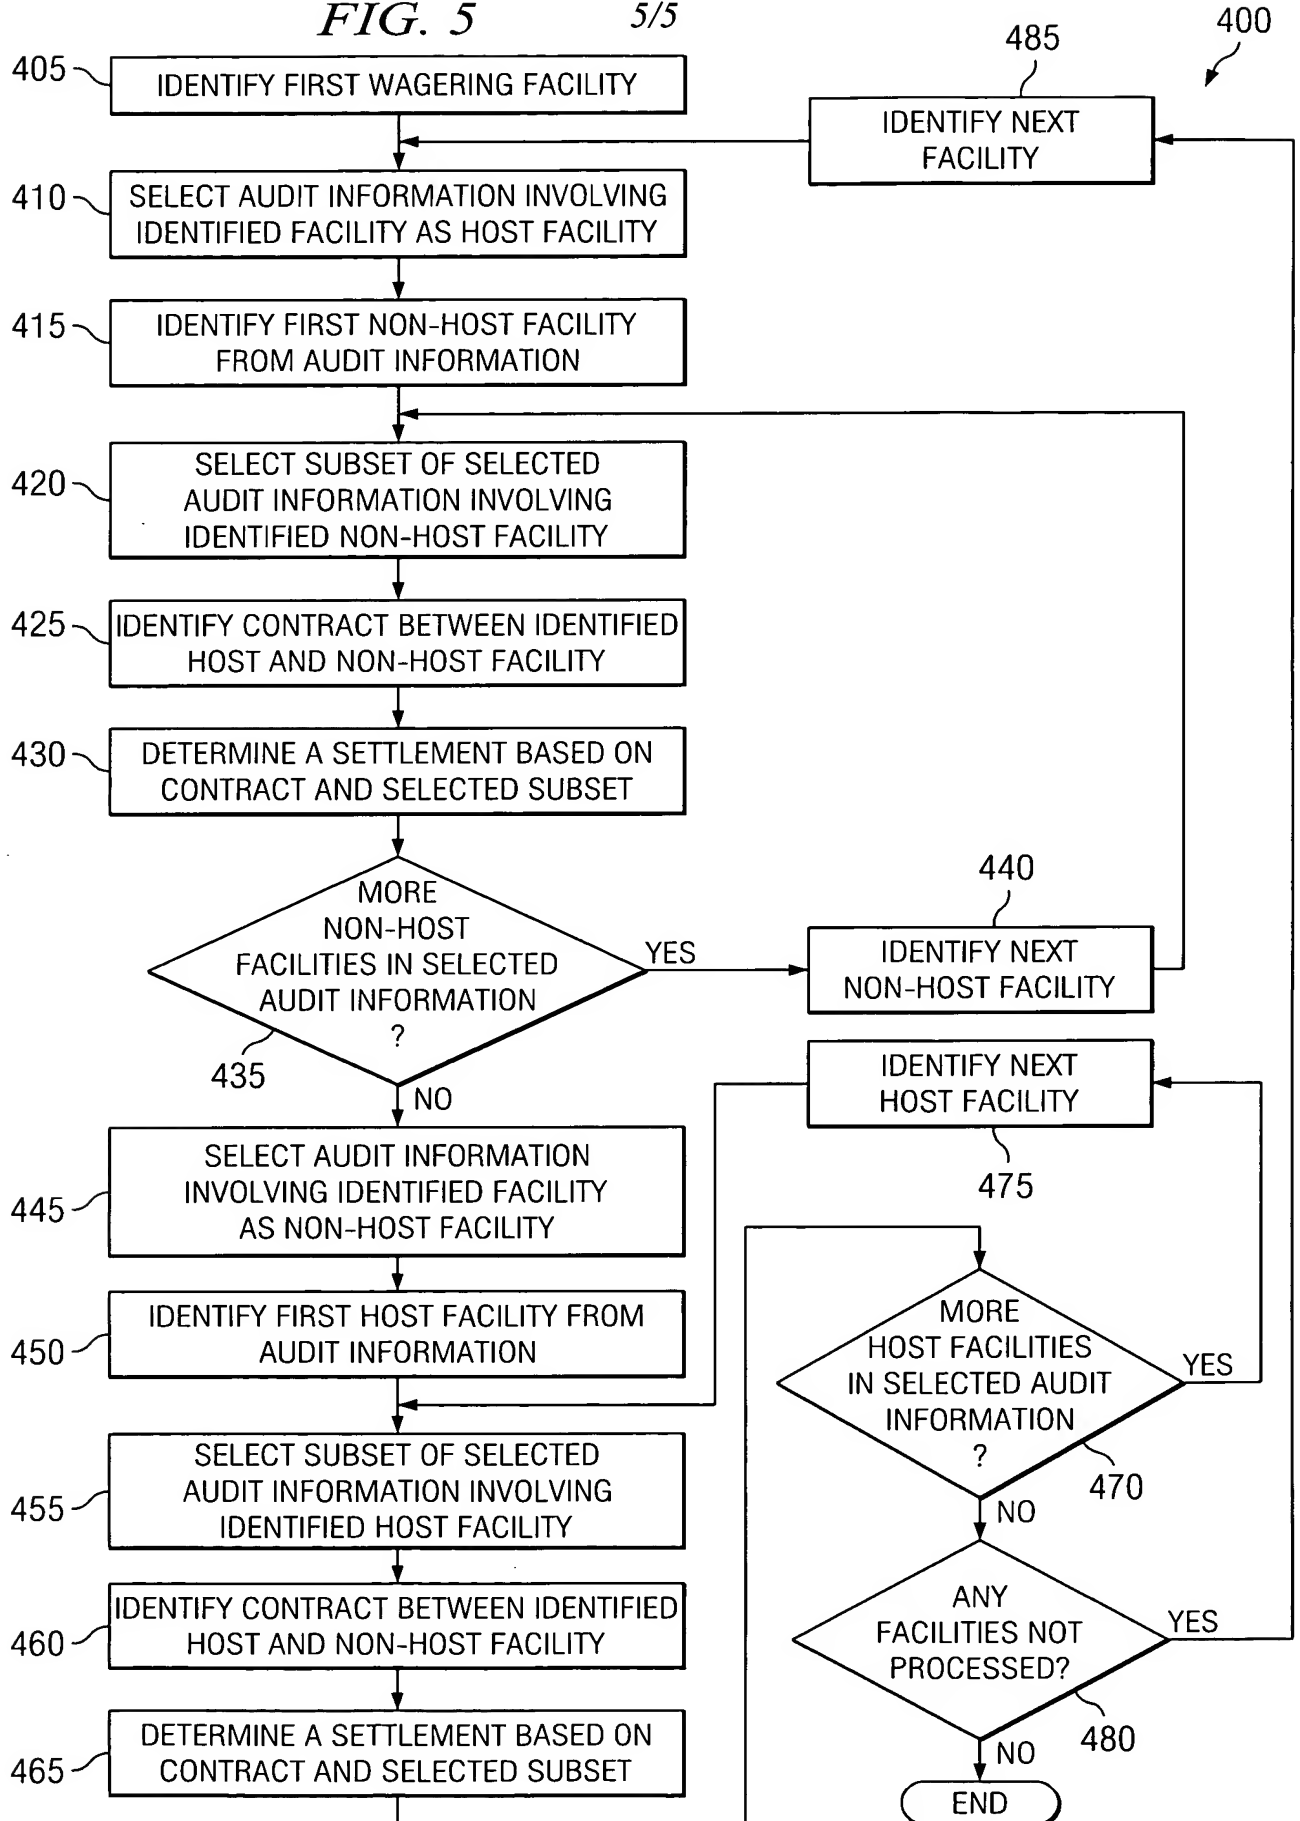 FIG. 5
5/5
400
405
IDENTIFY FIRST WAGERING FACILITY
485
IDENTIFY NEXT
FACILITY
410
SELECT AUDIT INFORMATION INVOLVING
IDENTIFIED FACILITY AS HOST FACILITY
415
IDENTIFY FIRST NON-HOST FACILITY
FROM AUDIT INFORMATION
420
SELECT SUBSET OF SELECTED
AUDIT INFORMATION INVOLVING
IDENTIFIED NON-HOST FACILITY
425
IDENTIFY CONTRACT BETWEEN IDENTIFIED
HOST AND NON-HOST FACILITY
430
DETERMINE A SETTLEMENT BASED ON
CONTRACT AND SELECTED SUBSET
MORE
NON-HOST
FACILITIES IN SELECTED
AUDIT INFORMATION
?
435
YES
NO
440
IDENTIFY NEXT
NON-HOST FACILITY
IDENTIFY NEXT
HOST FACILITY
475
445
SELECT AUDIT INFORMATION
INVOLVING IDENTIFIED FACILITY
AS NON-HOST FACILITY
450
IDENTIFY FIRST HOST FACILITY FROM
AUDIT INFORMATION
455
SELECT SUBSET OF SELECTED
AUDIT INFORMATION INVOLVING
IDENTIFIED HOST FACILITY
460
IDENTIFY CONTRACT BETWEEN IDENTIFIED
HOST AND NON-HOST FACILITY
465
DETERMINE A SETTLEMENT BASED ON
CONTRACT AND SELECTED SUBSET
MORE
HOST FACILITIES
IN SELECTED AUDIT
INFORMATION
?
YES
470
NO
ANY
FACILITIES NOT
PROCESSED?
YES
480
NO
END